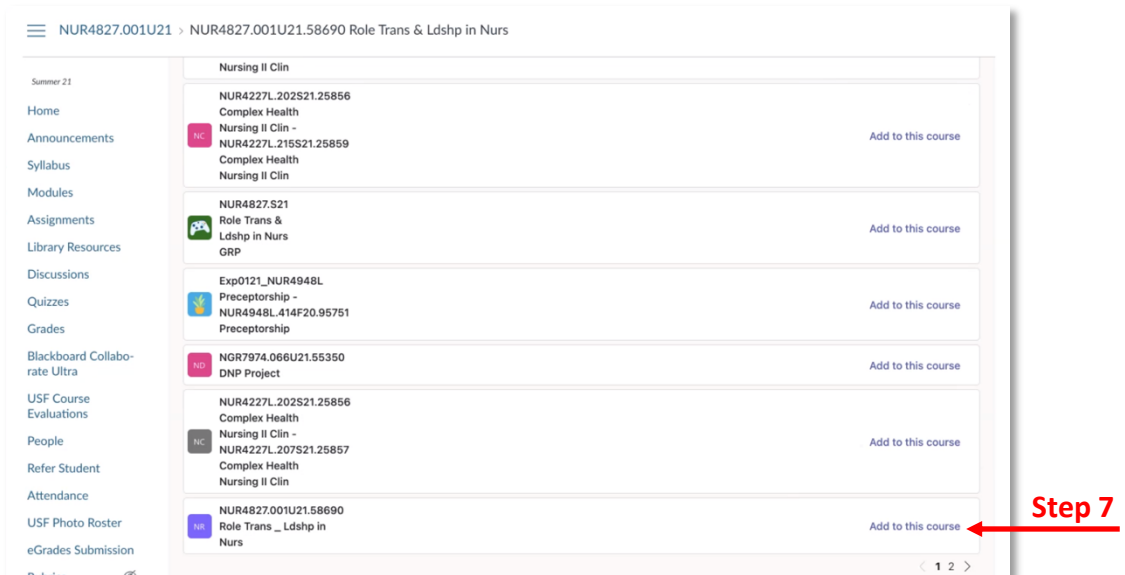 NUR4827.001U21 › NUR4827.001U21.58690 Role Trans & Ldshp in Nurs
Summer 21
Home
Announcements
Syllabus
Modules
Assignments
Library Resources
Discussions
Quizzes
Grades
Blackboard Collabo-
rate Ultra
USF Course
Evaluations
People
Refer Student
Attendance
USF Photo Roster
eGrades Submission
Nursing II Clin
NC
NUR4227L.202S21.25856
Complex Health
Nursing II Clin -
NUR4227L.215S21.25859
Complex Health
Nursing II Clin
Add to this course
NUR4827.S21
Role Trans &
Ldshp in Nurs
GRP
Add to this course
Exp0121_NUR4948L
Preceptorship -
NUR4948L.414F20.95751
Preceptorship
Add to this course
ND
NGR7974.066U21.55350
DNP Project
Add to this course
NC
NUR4227L.202S21.25856
Complex Health
Nursing II Clin -
NUR4227L.207S21.25857
Complex Health
Nursing II Clin
Add to this course
NR
NUR4827.001U21.58690
Role Trans _ Ldshp in
Nurs
Add to this course
Step 7
< 1 2 >